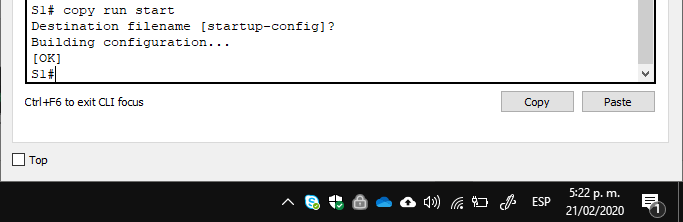 S1# copy run start
Destination filename [startup-config]?
Building configuration...
[OK]
S1#
Ctrl+F6 to exit CLI focus
Copy
Paste
Top
ESP
5:22 p. m.
21/02/2020
1